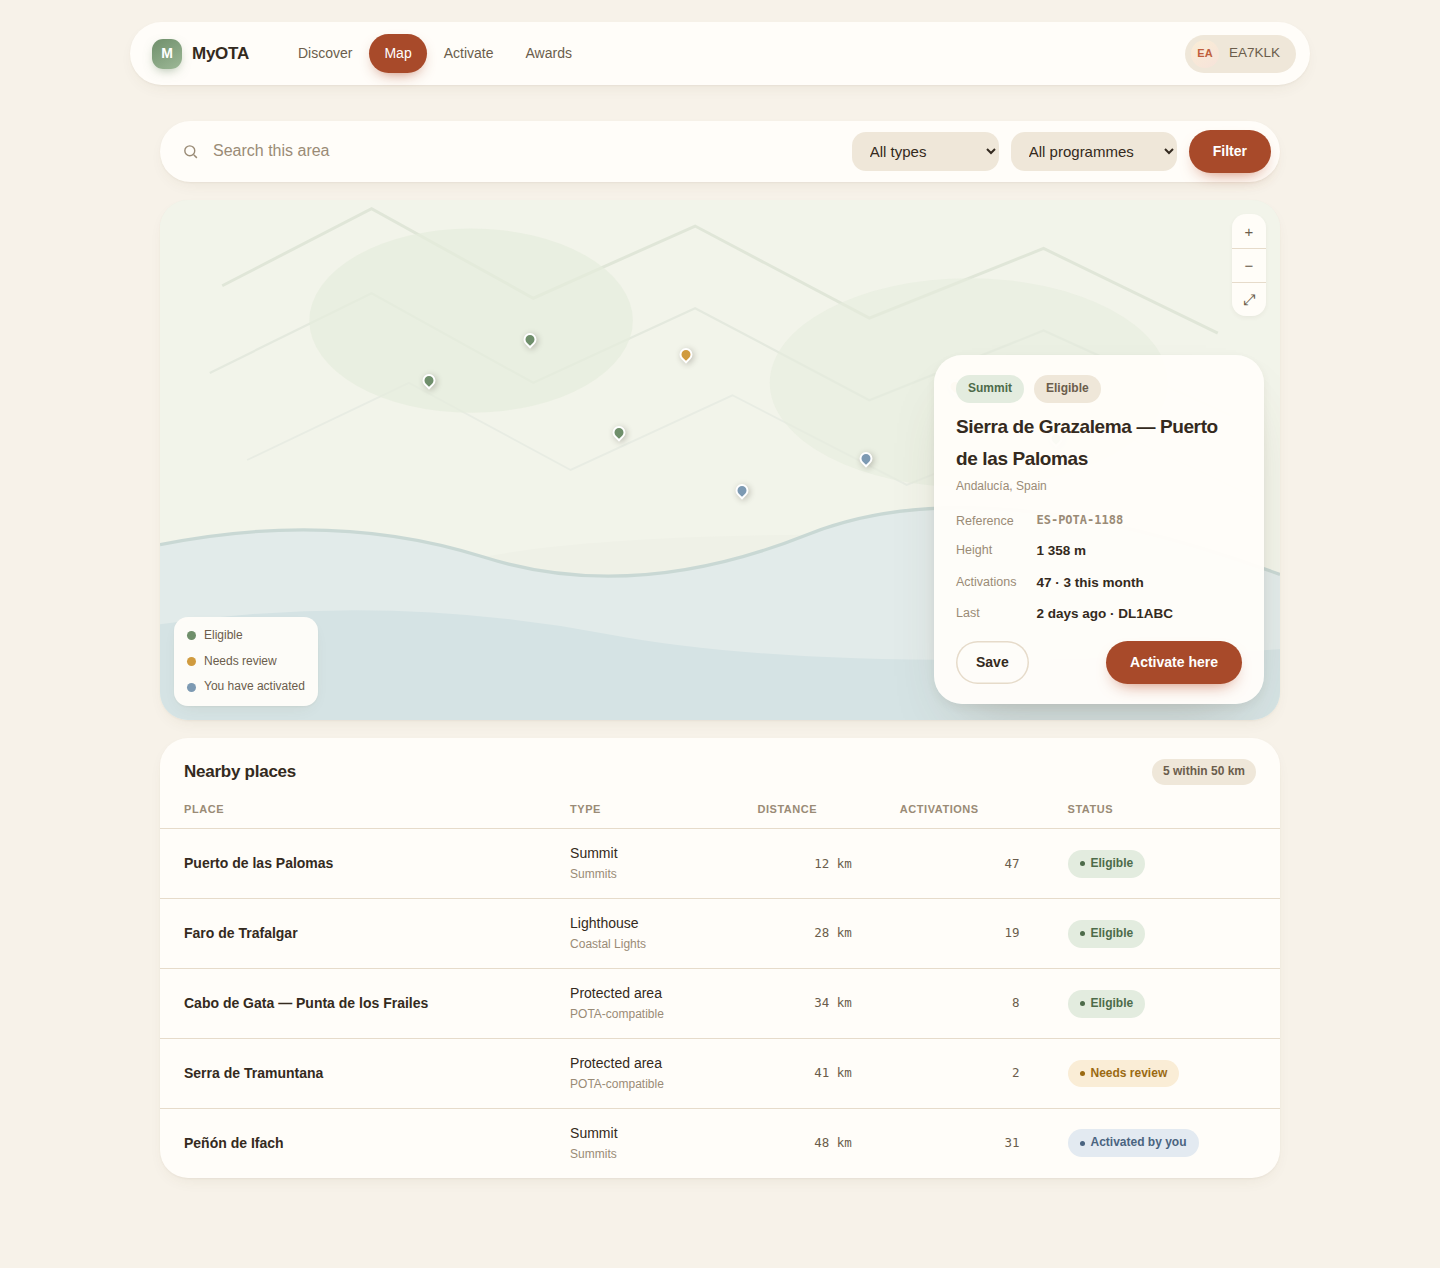 M MyOTA Discover Map Activate Awards EA EA7KLK
Search this area All types All programmes Filter
+
−
Summit Eligible
Sierra de Grazalema — Puerto
de las Palomas
Andalucía, Spain
Reference ES-POTA-1188
Height 1 358 m
Activations 47 · 3 this month
Last 2 days ago · DL1ABC
Save Activate here
Eligible
Needs review
You have activated
Nearby places 5 within 50 km
PLACE TYPE DISTANCE ACTIVATIONS STATUS
Puerto de las Palomas Summit 12 km 47 Eligible
Summits
Faro de Trafalgar Lighthouse 28 km 19 Eligible
Coastal Lights
Cabo de Gata — Punta de los Frailes Protected area 34 km 8 Eligible
POTA-compatible
Serra de Tramuntana Protected area 41 km 2 Needs review
POTA-compatible
Peñón de Ifach Summit 48 km 31 Activated by you
Summits